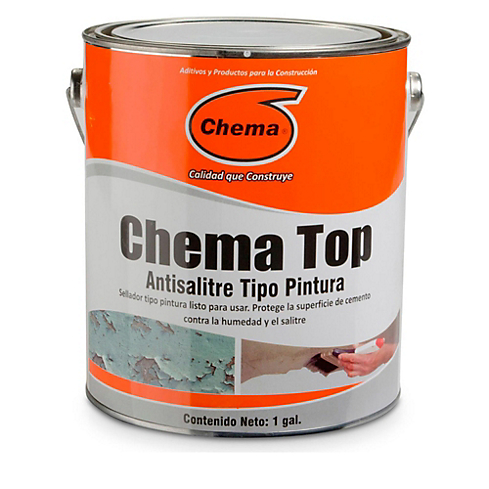 Aditivos y Productos para la Construcción
Chema®
Calidad que Construye
Chema Top
Antisalitre Tipo Pintura
Sellador tipo pintura listo para usar. Protege la superficie de cemento
contra la humedad y el salitre
Contenido Neto: 1 gal.